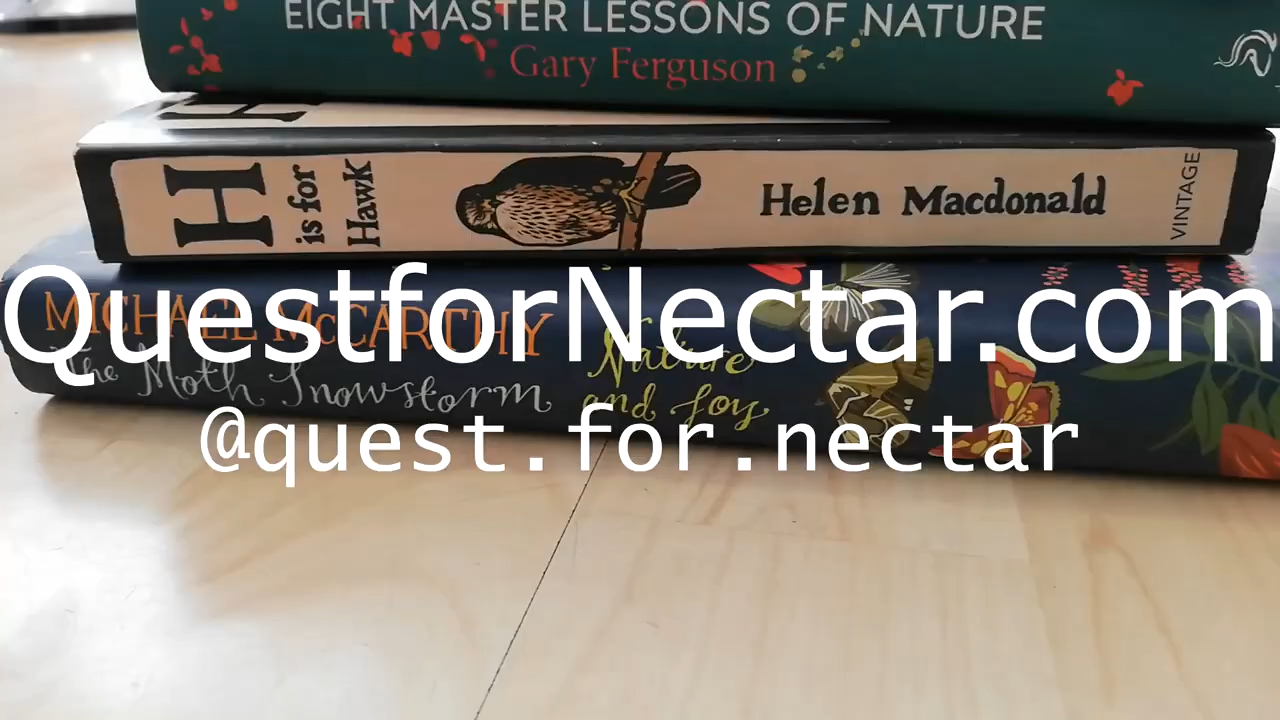 EIGHT MASTER LESSONS OF NATURE
Gary Ferguson
H
H
is for
Hawk
Helen Macdonald
VINTAGE
QuestforNectar.com
MICHAEL McCARTHY
The Moth Snowstorm
Nature
and Joy
@quest.for.nectar